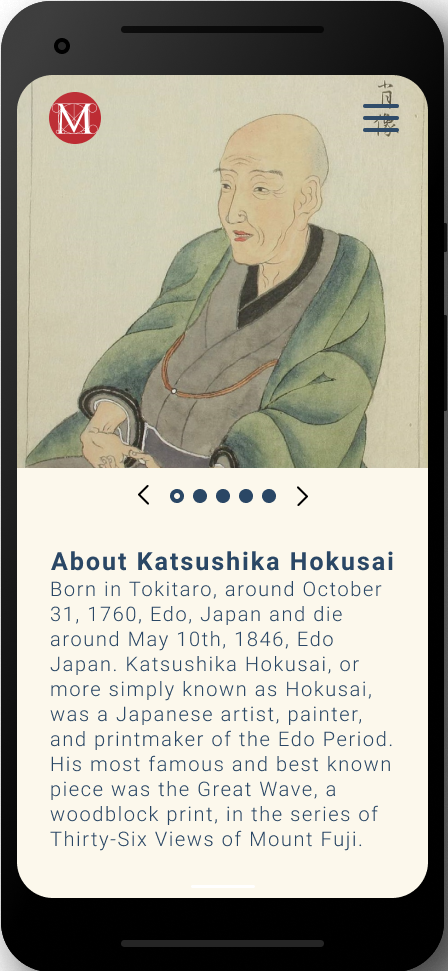 M
肖
像
About Katsushika Hokusai
Born in Tokitaro, around October
31, 1760, Edo, Japan and die
around May 10th, 1846, Edo
Japan. Katsushika Hokusai, or
more simply known as Hokusai,
was a Japanese artist, painter,
and printmaker of the Edo Period.
His most famous and best known
piece was the Great Wave, a
woodblock print, in the series of
Thirty-Six Views of Mount Fuji.